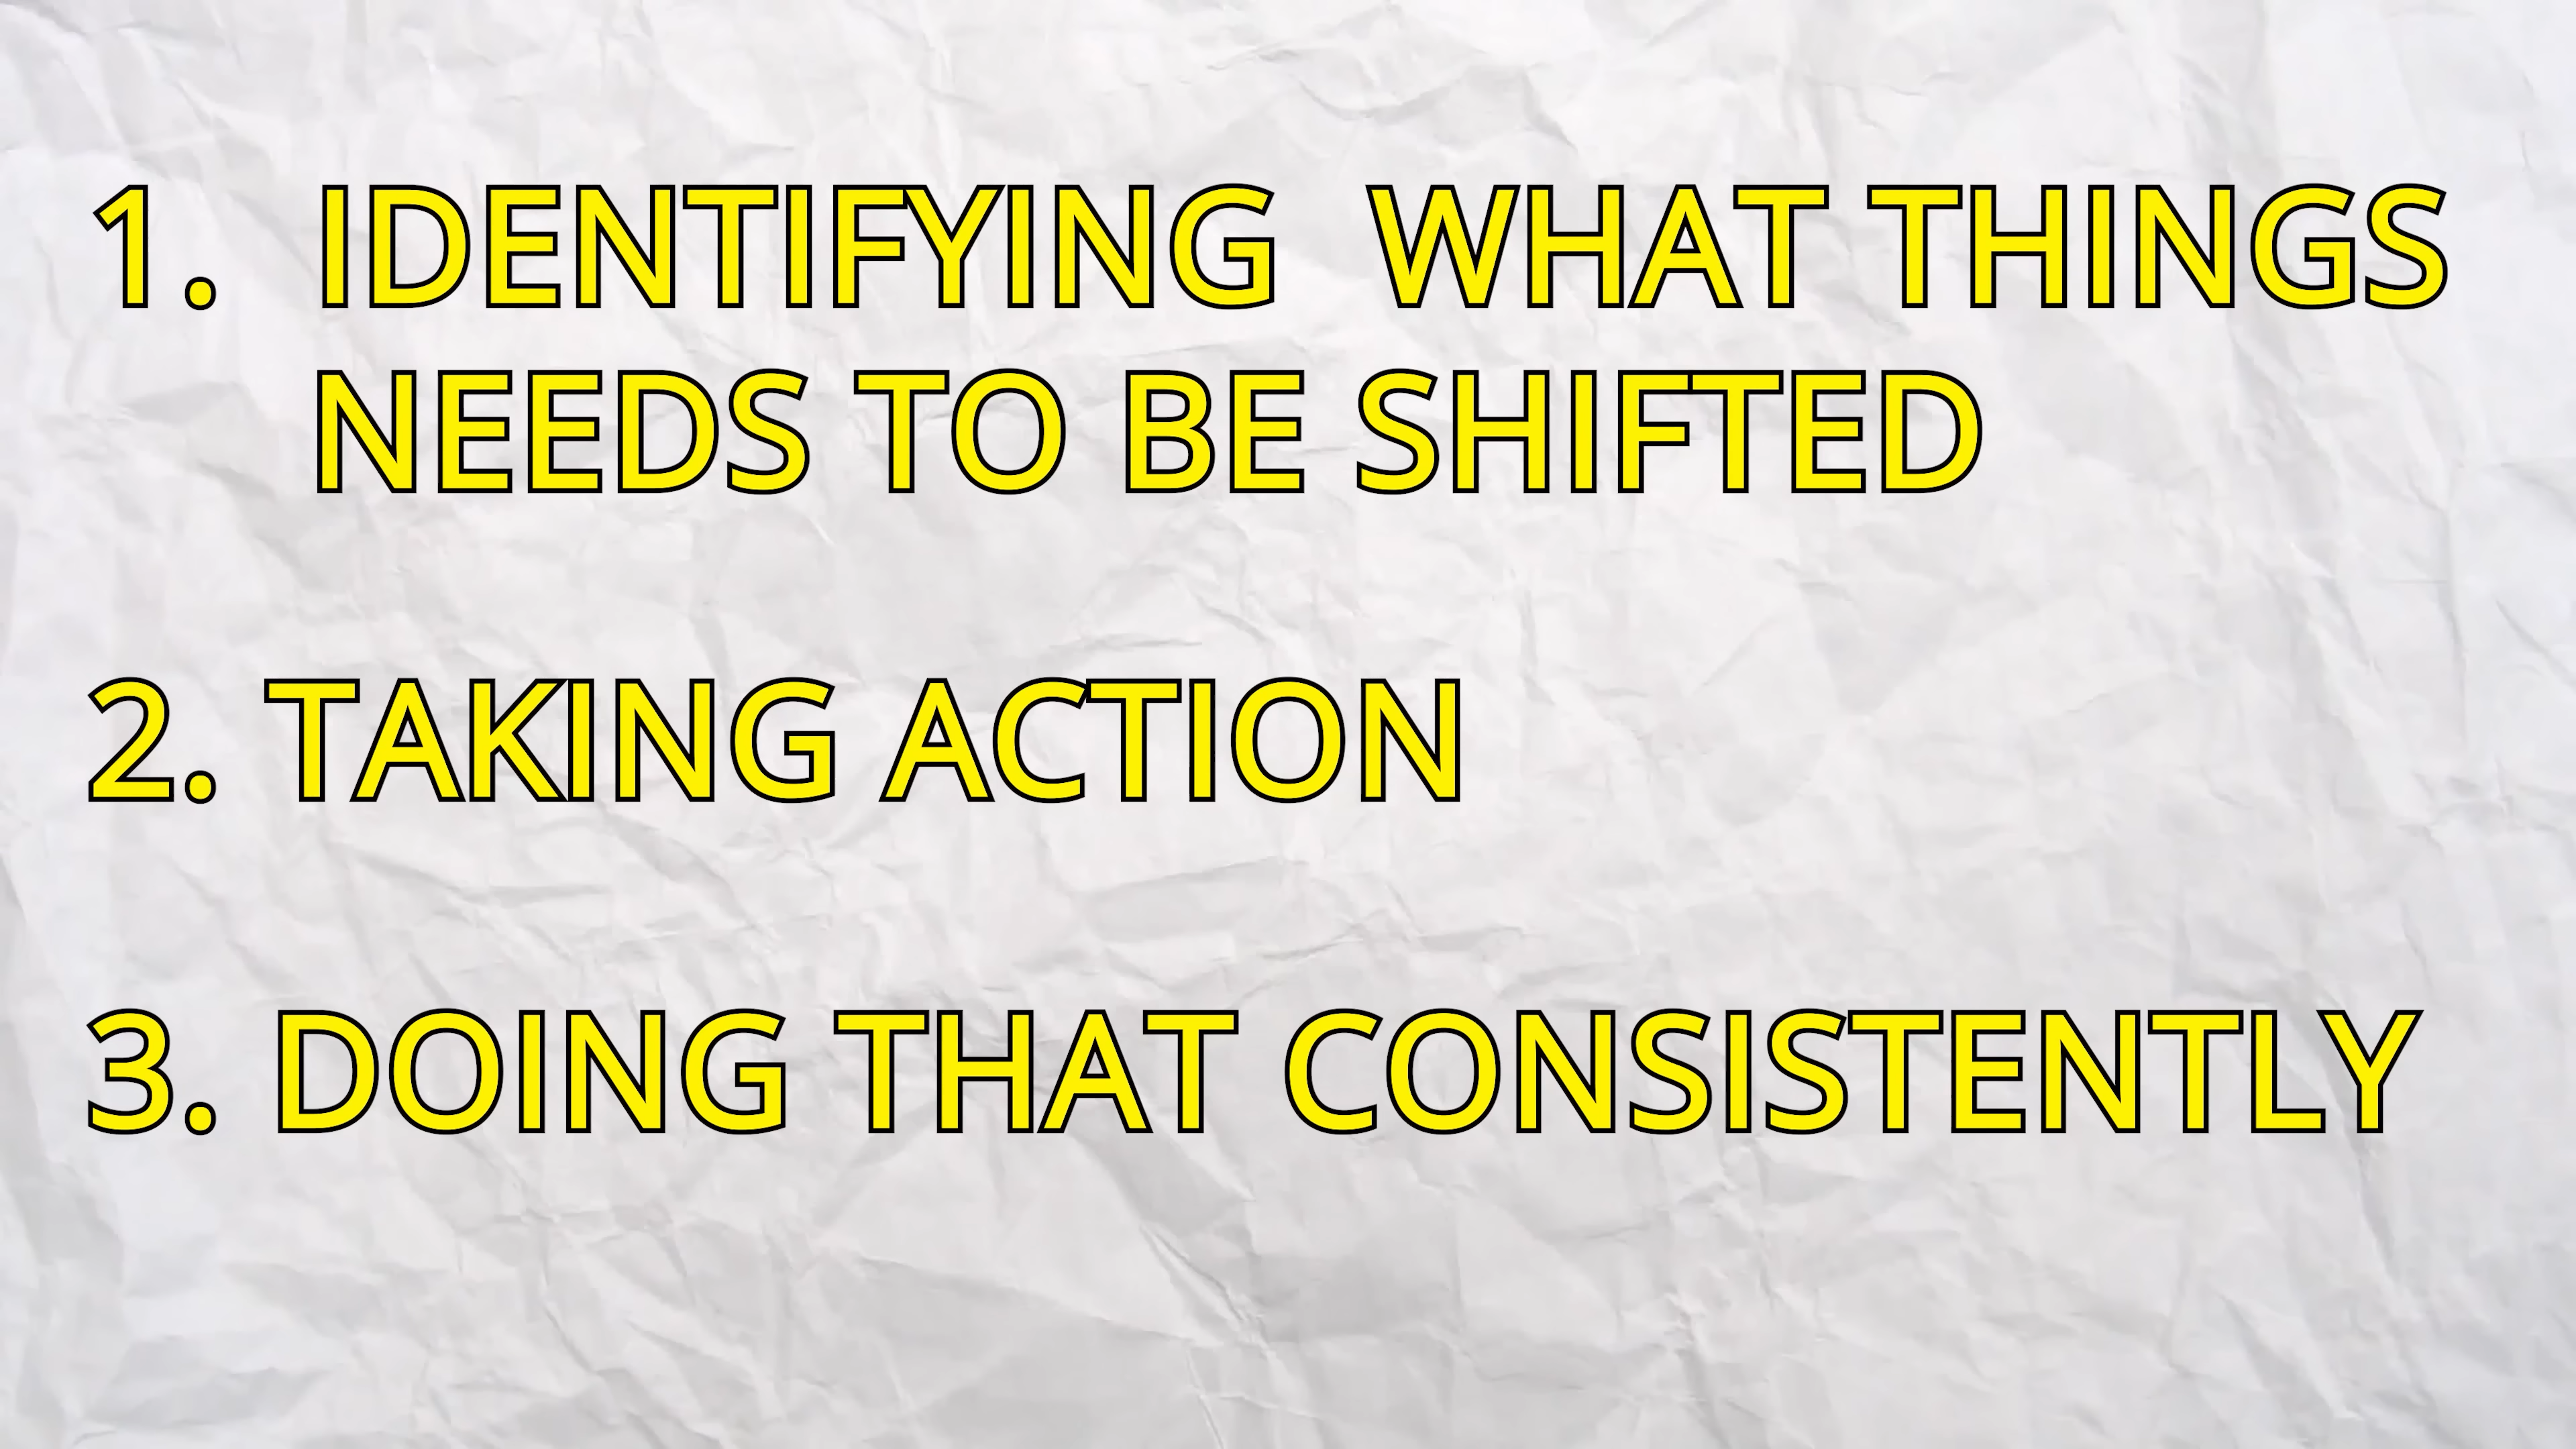 1. IDENTIFYING WHAT THINGS
NEEDS TO BE SHIFTED
2. TAKING ACTION
3. DOING THAT CONSISTENTLY